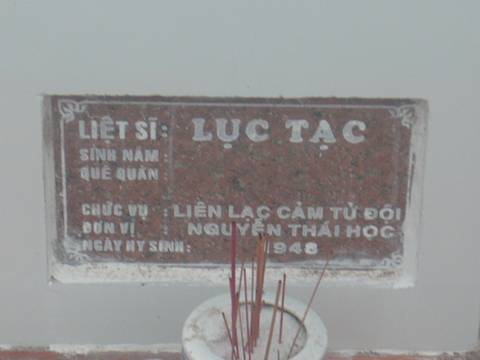 LIỆT SĨ: LỤC TẠC
SINH NĂM :
QUÊ QUÁN :
CHỨC VỤ : LIÊN LẠC CẢM TỬ ĐỘI
ĐƠN VỊ : NGUYỄN THÁI HỌC
NGÀY HY SINH: 1948